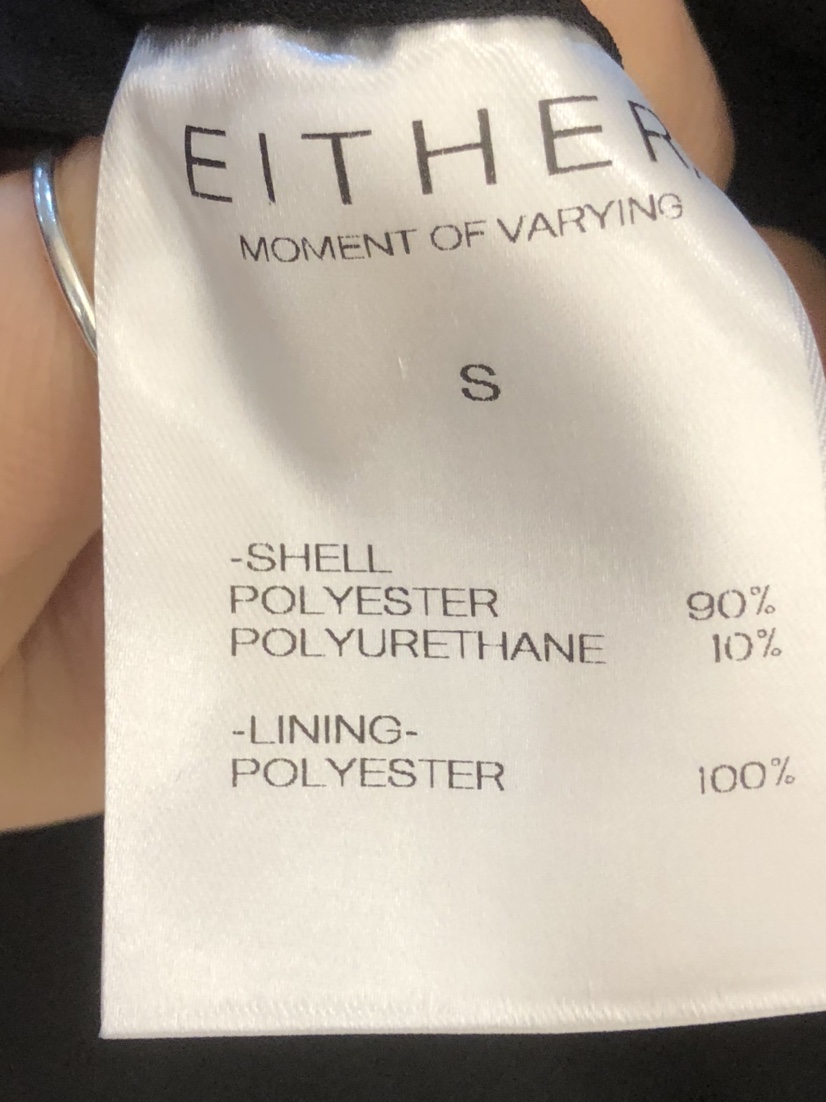 EITHER
MOMENT OF VARYING
S
-SHELL
POLYESTER 90%
POLYURETHANE 10%
-LINING-
POLYESTER 100%